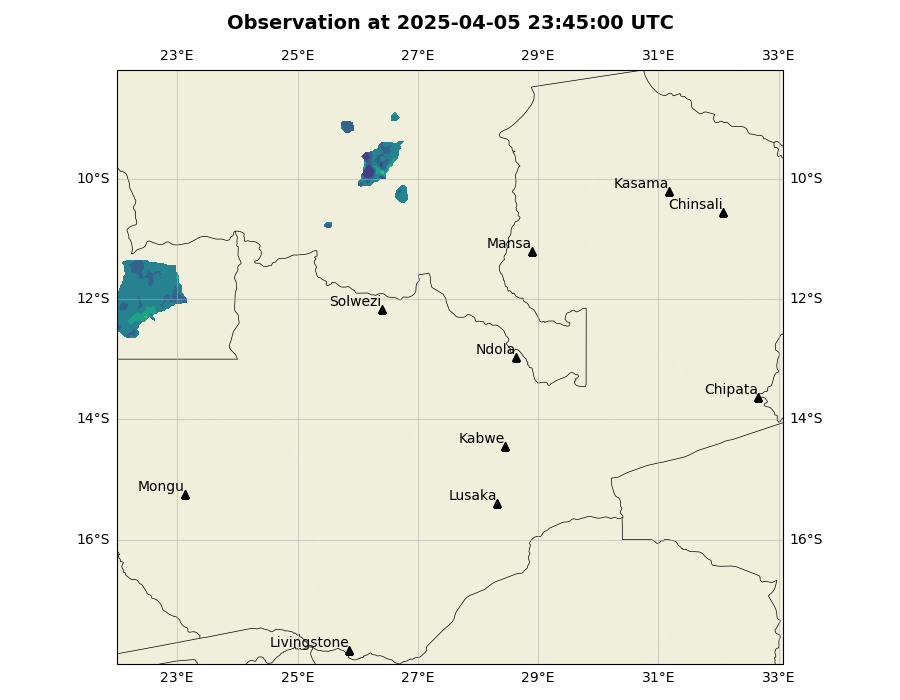 Observation at 2025-04-05 23:45:00 UTC
23°E 25°E 27°E 29°E 31°E 33°E
10°S 10°S
Kasama
Chinsali
Mansa
12°S 12°S
Solwezi
Ndola
Chipata
14°S 14°S
Kabwe
Mongu
Lusaka
16°S 16°S
Livingstone
23°E 25°E 27°E 29°E 31°E 33°E